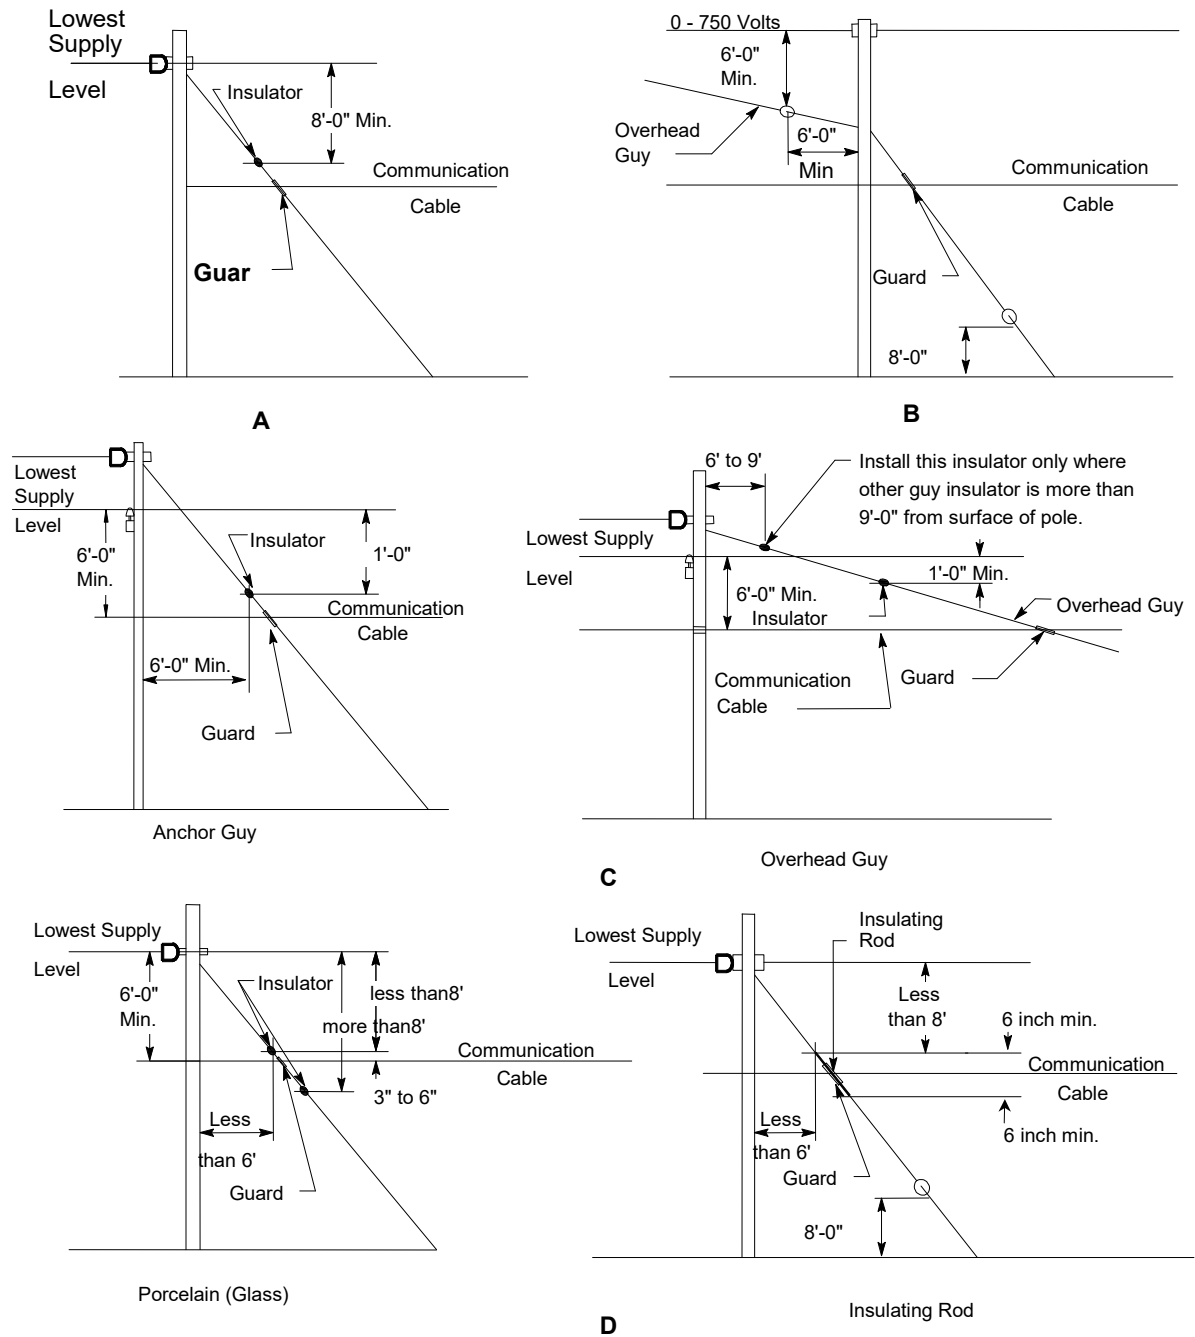 Lowest
Supply
Level
Insulator
8'-0" Min.
Communication
Cable
Guar
A
0 - 750 Volts
6'-0"
Min.
Overhead
Guy
6'-0"
Min
Communication
Cable
Guard
8'-0"
B
Lowest
Supply
Level
6'-0"
Min.
Insulator
1'-0"
Communication
Cable
6'-0" Min.
Guard
Anchor Guy
6' to 9'
Install this insulator only where
other guy insulator is more than
9'-0" from surface of pole.
Lowest Supply
Level
6'-0" Min.
Insulator
1'-0" Min.
Overhead Guy
Communication
Cable
Guard
Overhead Guy
C
Lowest Supply
Level
6'-0"
Min.
Insulator
less than8'
more than8'
Communication
Cable
3" to 6"
Less
than 6'
Guard
Porcelain (Glass)
Insulating
Rod
Lowest Supply
Level
Less
than 8'
6 inch min.
Communication
Cable
6 inch min.
Less
than 6'
Guard
8'-0"
Insulating Rod
D